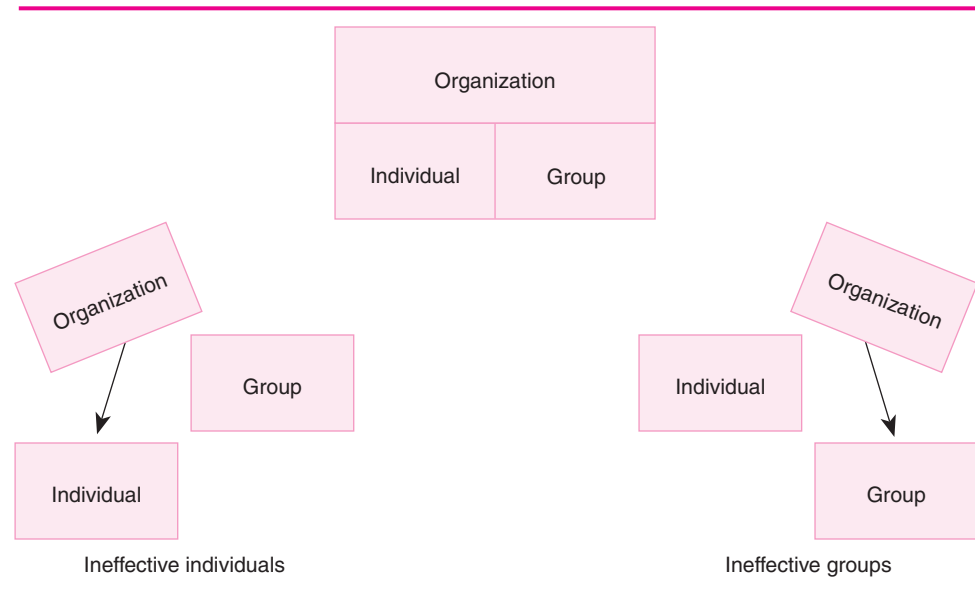 Organization
Individual
Group
Organization
Group
Individual
Ineffective individuals
Organization
Individual
Group
Ineffective groups